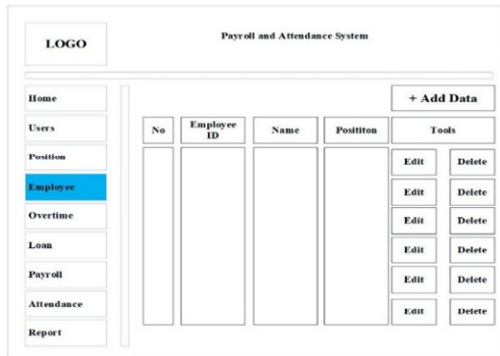 LOGO
Payroll and Attendance System
Home
Users
Position
Employee
Overtime
Loan
Payroll
Attendance
Report
+ Add Data
No
Employee
ID
Name
Posititon
Tools
Edit Delete
Edit Delete
Edit Delete
Edit Delete
Edit Delete
Edit Delete